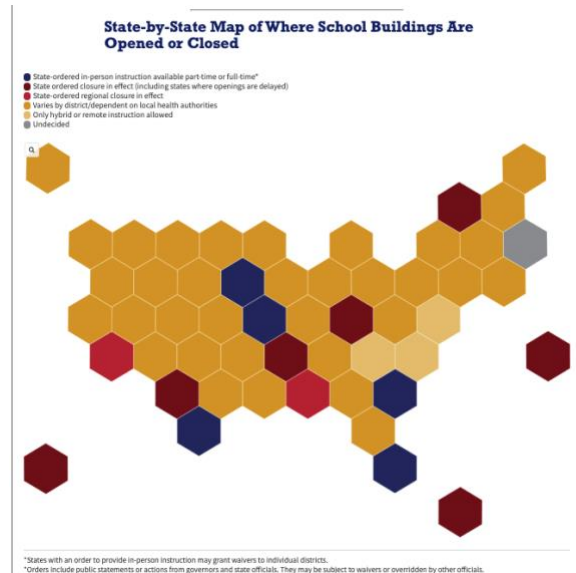 State-by-State Map of Where School Buildings Are
Opened or Closed
State-ordered in-person instruction available part-time or full-time*
State ordered closure in effect (including states where openings are delayed)
State-ordered regional closure in effect
Varies by district/dependent on local health authorities
Only hybrid or remote instruction allowed
Undecided
*States with an order to provide in-person instruction may grant waivers to individual districts.
*Orders include public statements or actions from governors and state officials. They may be subject to waivers or overridden by other officials.